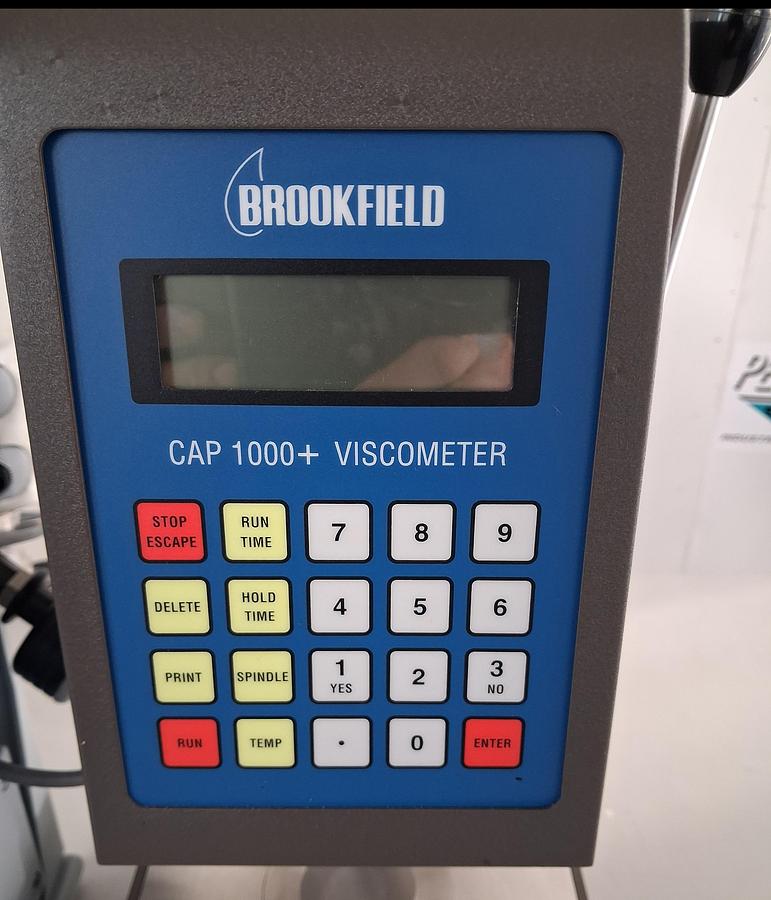 BROOKFIELD
CAP 1000+ VISCOMETER
STOP
ESCAPE
RUN
TIME
7
8
9
DELETE
HOLD
TIME
4
5
6
PRINT
SPINDLE
1
YES
2
3
NO
RUN
TEMP
.
0
ENTER